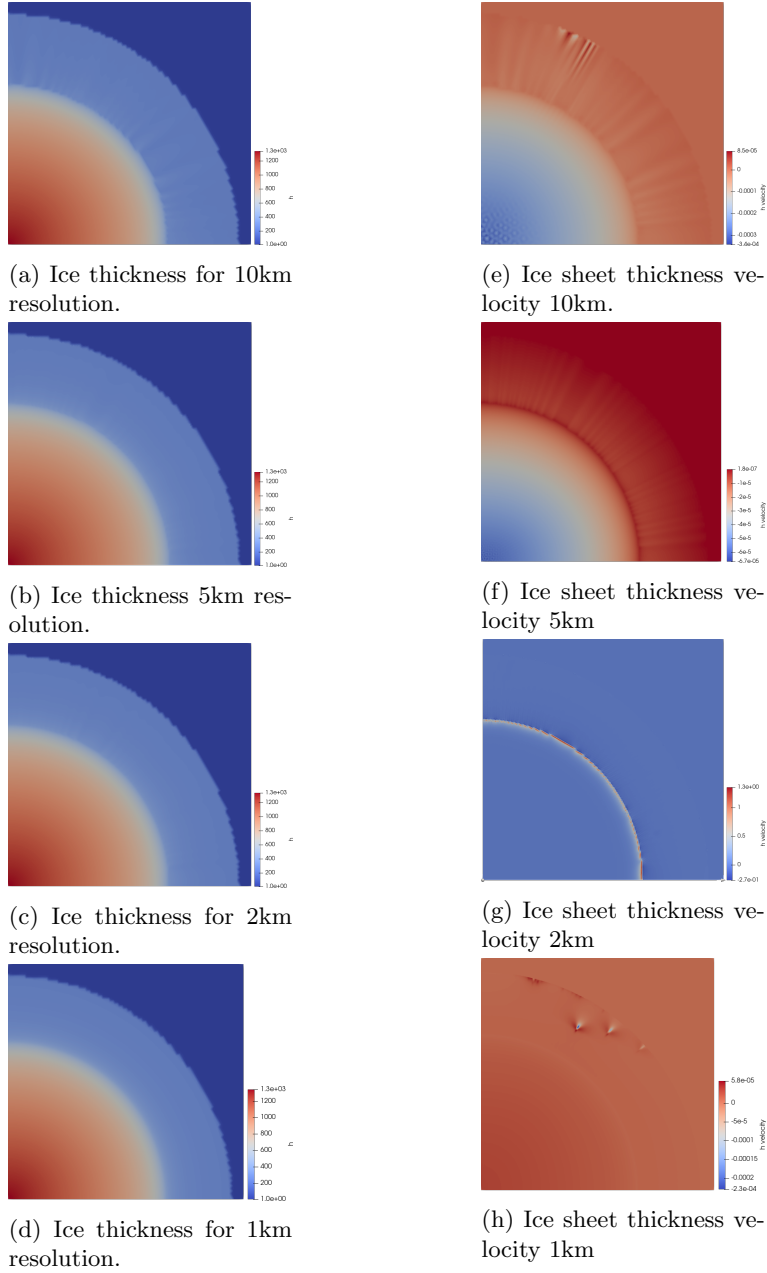 1.3e+03
1200
1000
800
600
400
200
1.0e+00
h
(a) Ice thickness for 10km
resolution.
8.5e-05
0
-0.0001
-0.0002
-0.0003
-3.4e-04
h velocity
(e) Ice sheet thickness ve-
locity 10km.
1.3e+03
1200
1000
800
600
400
200
1.0e+00
h
(b) Ice thickness 5km res-
olution.
1.8e-07
-1e-5
-2e-5
-3e-5
-4e-5
-5e-5
-6e-5
-6.7e-05
h velocity
(f) Ice sheet thickness ve-
locity 5km
1.3e+03
1200
1000
800
600
400
200
1.0e+00
h
(c) Ice thickness for 2km
resolution.
1.3e+00
1
0.5
0
-2.7e-01
h velocity
(g) Ice sheet thickness ve-
locity 2km
1.3e+03
1200
1000
800
600
400
200
1.0e+00
h
(d) Ice thickness for 1km
resolution.
5.8e-05
0
-5e-5
-0.0001
-0.00015
-0.0002
-2.3e-04
h velocity
(h) Ice sheet thickness ve-
locity 1km